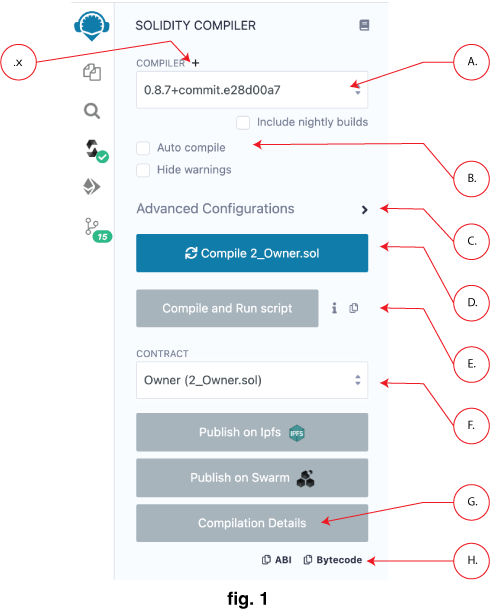 SOLIDITY COMPILER
.x
COMPILER +
A.
0.8.7+commit.e28d00a7
Include nightly builds
Auto compile
B.
Hide warnings
Advanced Configurations
C.
15
Compile 2_Owner.sol
D.
Compile and Run script
i
E.
CONTRACT
Owner (2_Owner.sol)
F.
Publish on Ipfs IPFS
Publish on Swarm
G.
Compilation Details
ABI Bytecode
H.
fig. 1